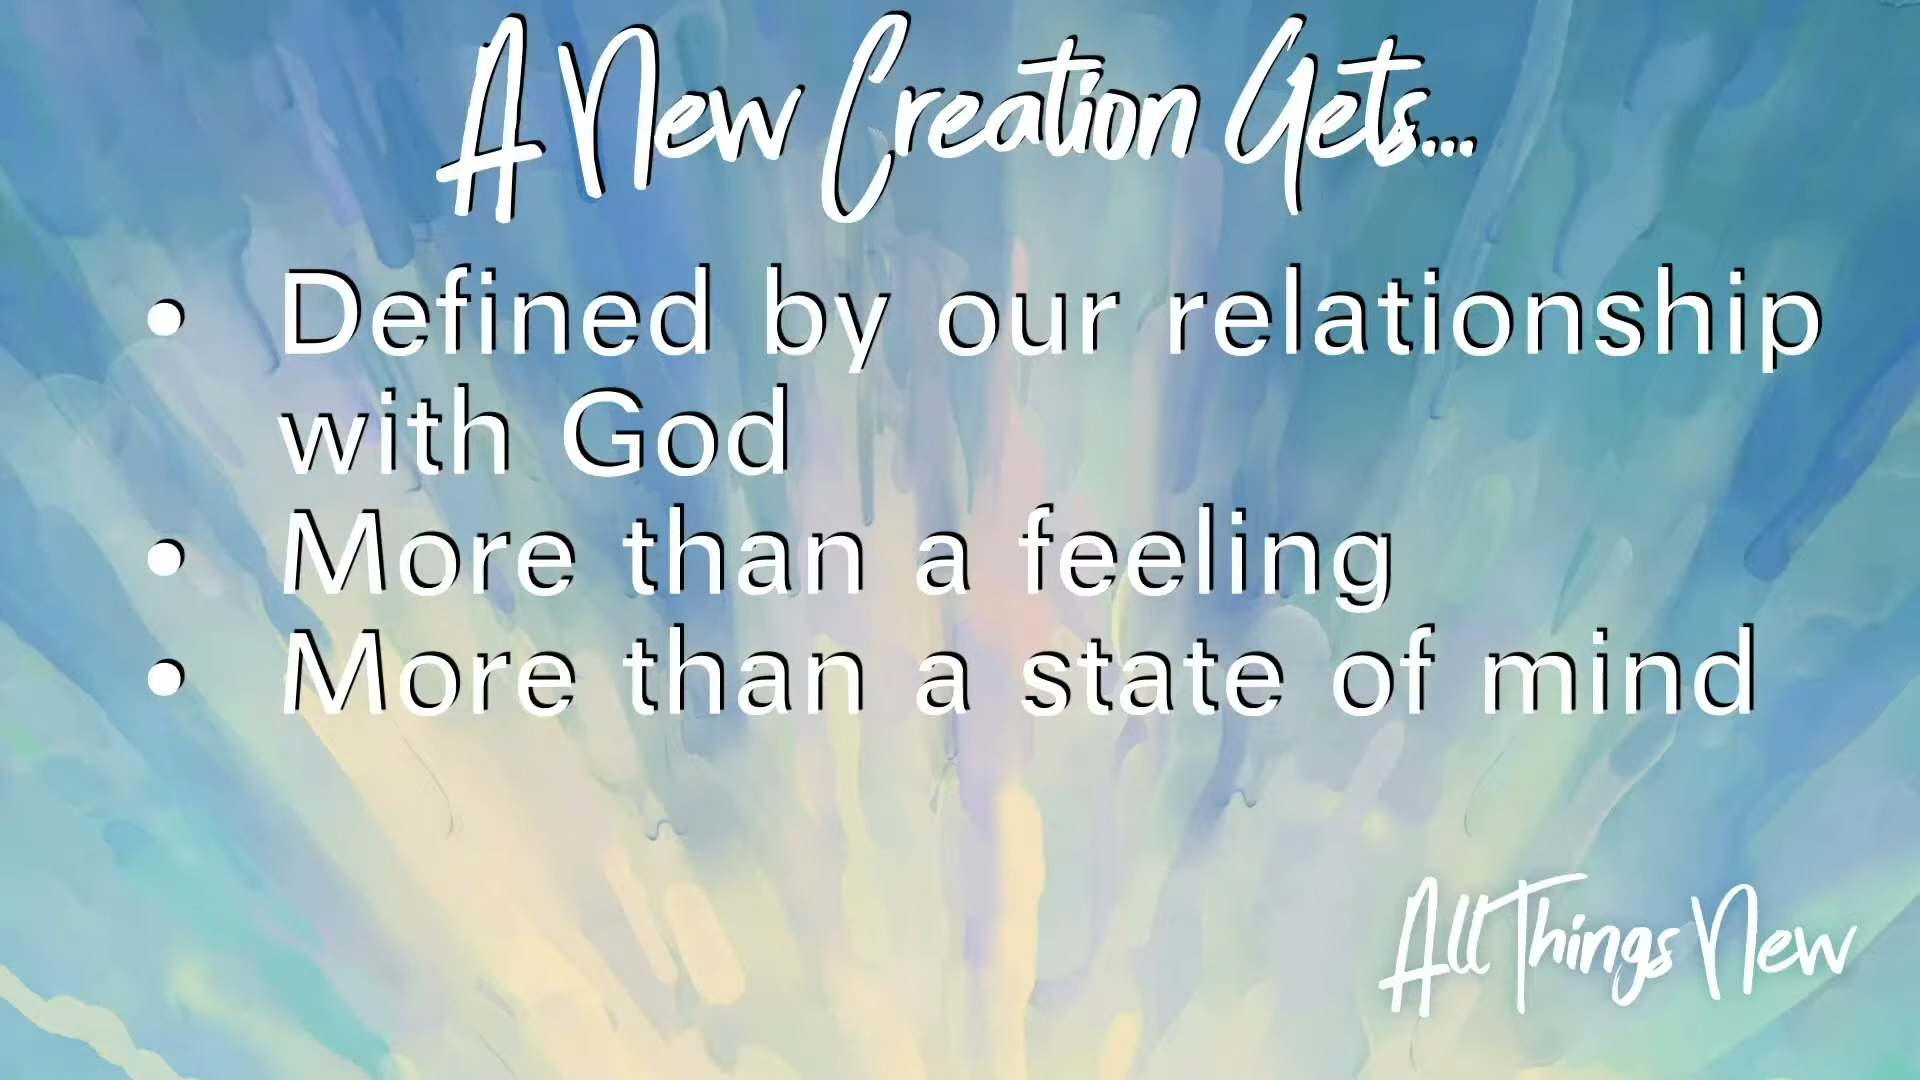 A New Creation Gets...
• Defined by our relationship
with God
• More than a feeling
• More than a state of mind
All Things New